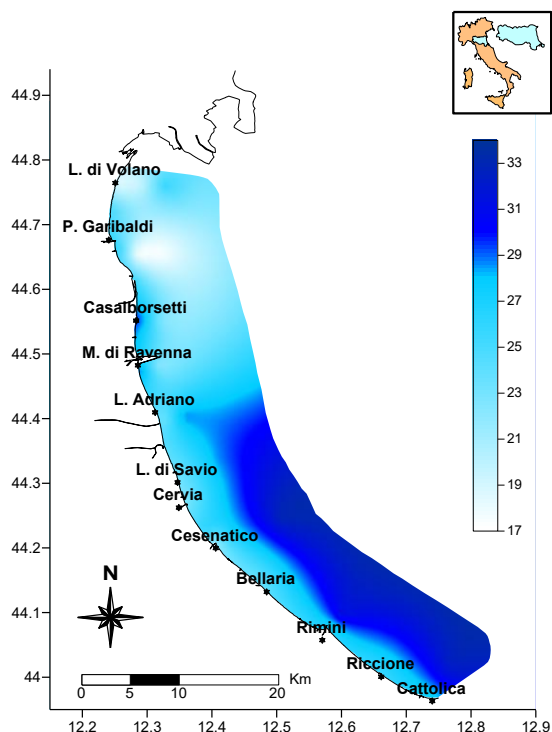 44.9
44.8
44.7
44.6
44.5
44.4
44.3
44.2
44.1
44
L. di Volano
P. Garibaldi
Casalborsetti
M. di Ravenna
L. Adriano
L. di Savio
Cervia
Cesenatico
Bellaria
Rimini
Riccione
Cattolica
33
31
29
27
25
23
21
19
17
N
Km
0 5 10 20
12.2 12.3 12.4 12.5 12.6 12.7 12.8 12.9